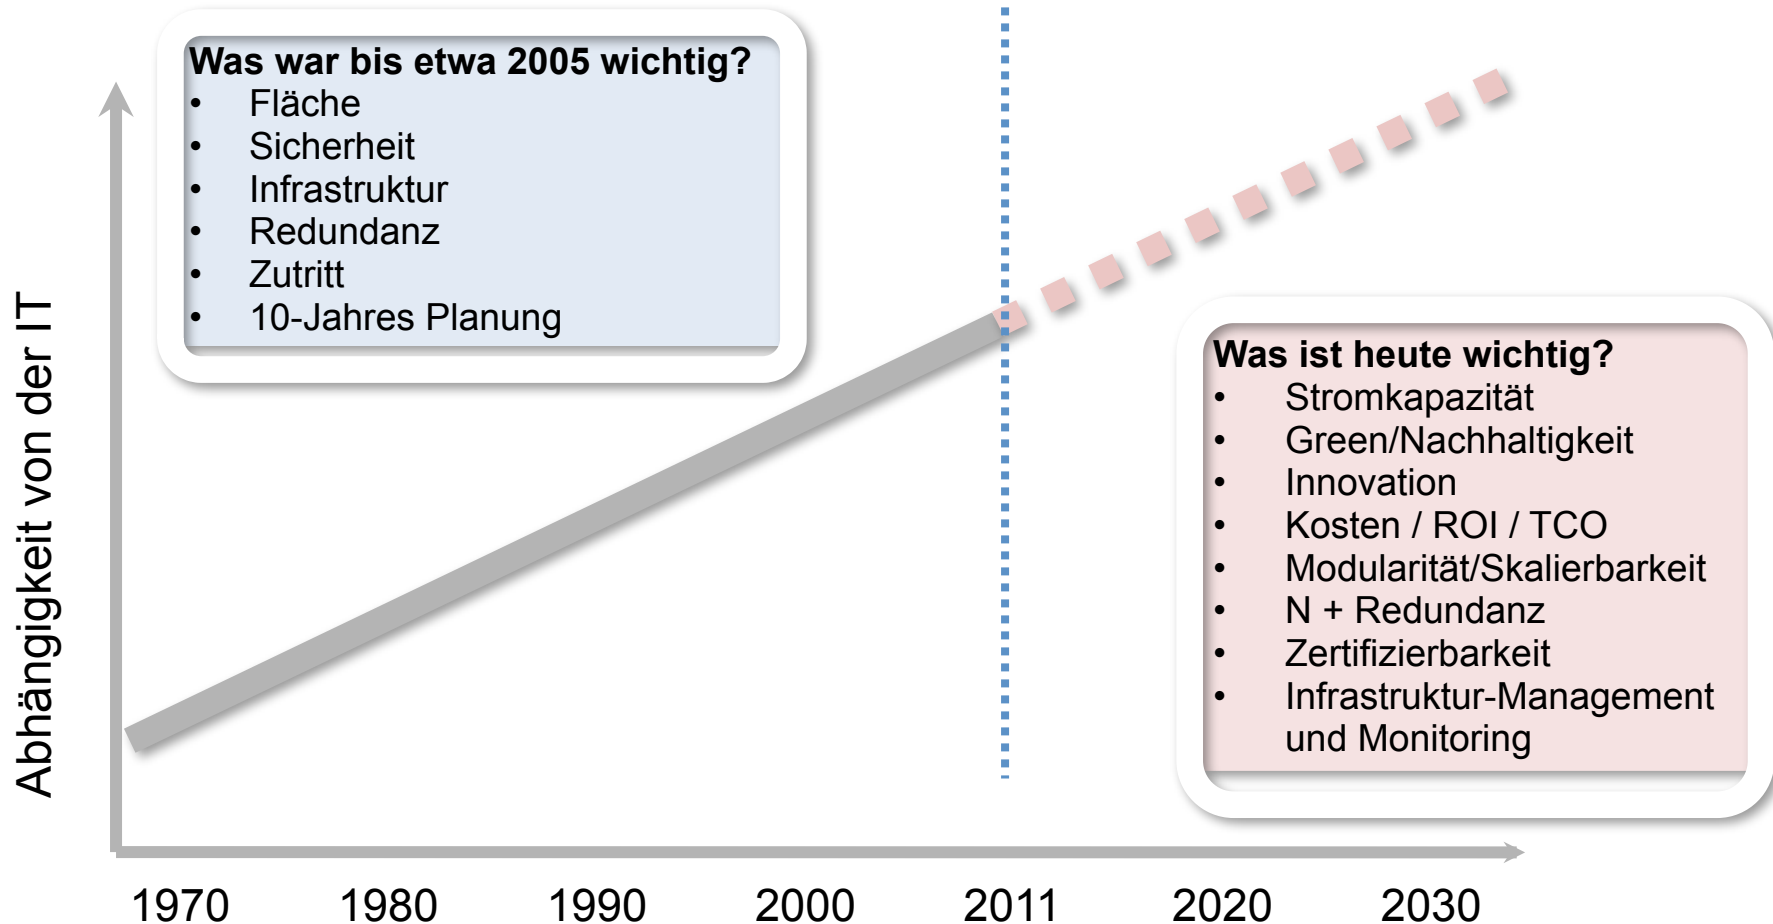 Was war bis etwa 2005 wichtig?
• Fläche
• Sicherheit
• Infrastruktur
• Redundanz
• Zutritt
• 10-Jahres Planung
Abhängigkeit von der IT
Was ist heute wichtig?
• Stromkapazität
• Green/Nachhaltigkeit
• Innovation
• Kosten / ROI / TCO
• Modularität/Skalierbarkeit
• N + Redundanz
• Zertifizierbarkeit
• Infrastruktur-Management
und Monitoring
1970 1980 1990 2000 2011 2020 2030